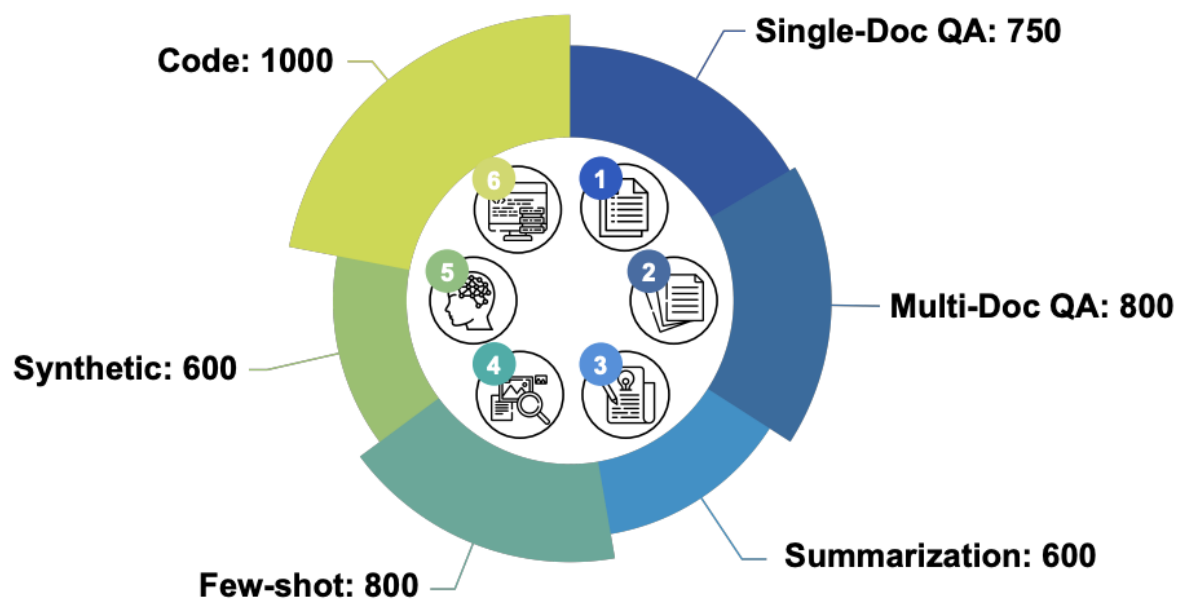 Single-Doc QA: 750
Code: 1000
6
1
5
2
Multi-Doc QA: 800
Synthetic: 600
4
3
Summarization: 600
Few-shot: 800